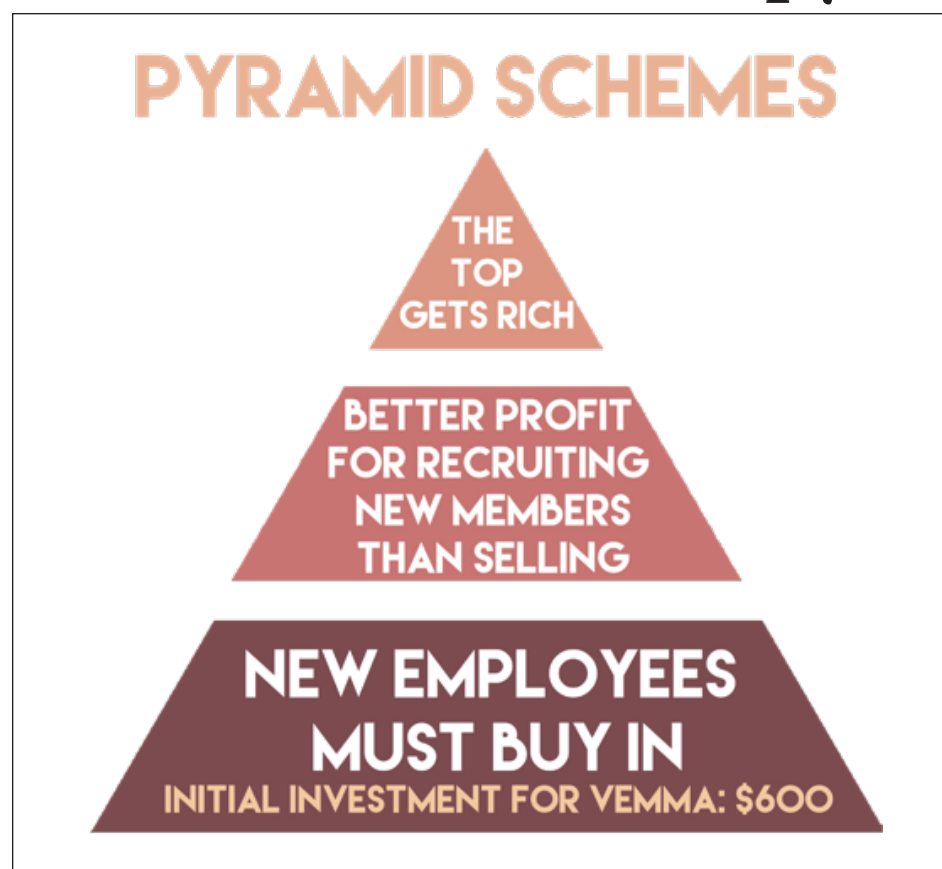 PYRAMID SCHEMES
THE
TOP
GETS RICH
BETTER PROFIT
FOR RECRUITING
NEW MEMBERS
THAN SELLING
NEW EMPLOYEES
MUST BUY IN
INITIAL INVESTMENT FOR VEMMA: $600